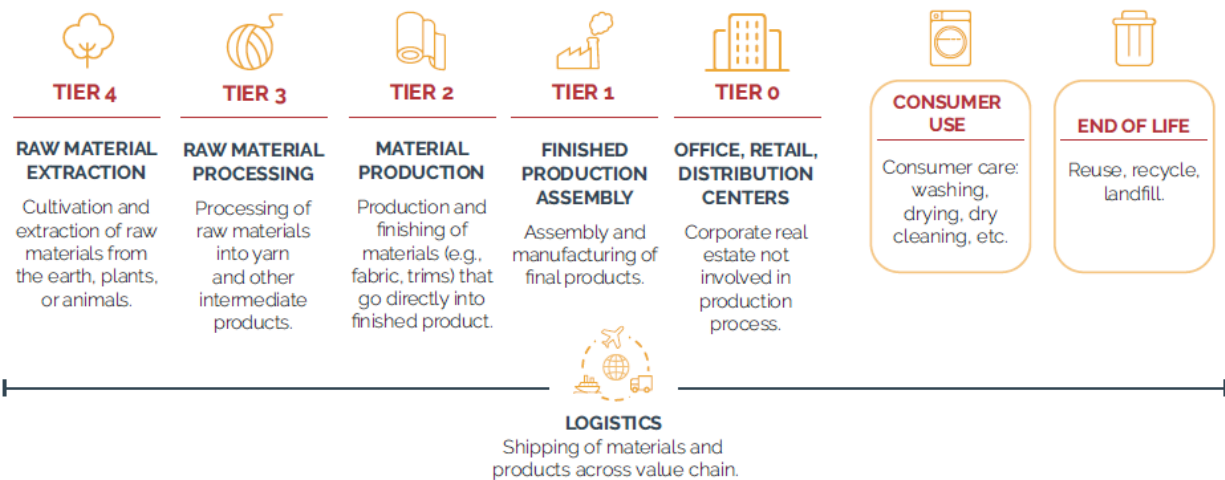 TIER 4
RAW MATERIAL
EXTRACTION
Cultivation and
extraction of raw
materials from
the earth, plants,
or animals.
TIER 3
RAW MATERIAL
PROCESSING
Processing of
raw materials
into yarn
and other
intermediate
products.
TIER 2
MATERIAL
PRODUCTION
Production and
finishing of
materials (e.g.,
fabric, trims) that
go directly into
finished product.
TIER 1
FINISHED
PRODUCTION
ASSEMBLY
Assembly and
manufacturing of
final products.
TIER 0
OFFICE, RETAIL,
DISTRIBUTION
CENTERS
Corporate real
estate not
involved in
production
process.
CONSUMER
USE
Consumer care:
washing,
drying, dry
cleaning, etc.
END OF LIFE
Reuse, recycle,
landfill.
LOGISTICS
Shipping of materials and
products across value chain.